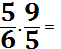 5/6 . 9/5 =